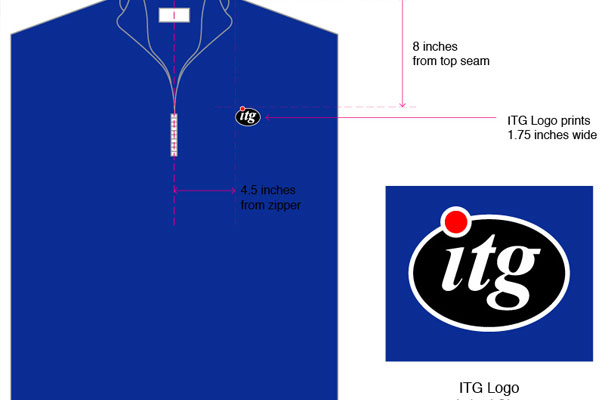 8 inches
from top seam
itg
ITG Logo prints
1.75 inches wide
4.5 inches
from zipper
itg
ITG Logo